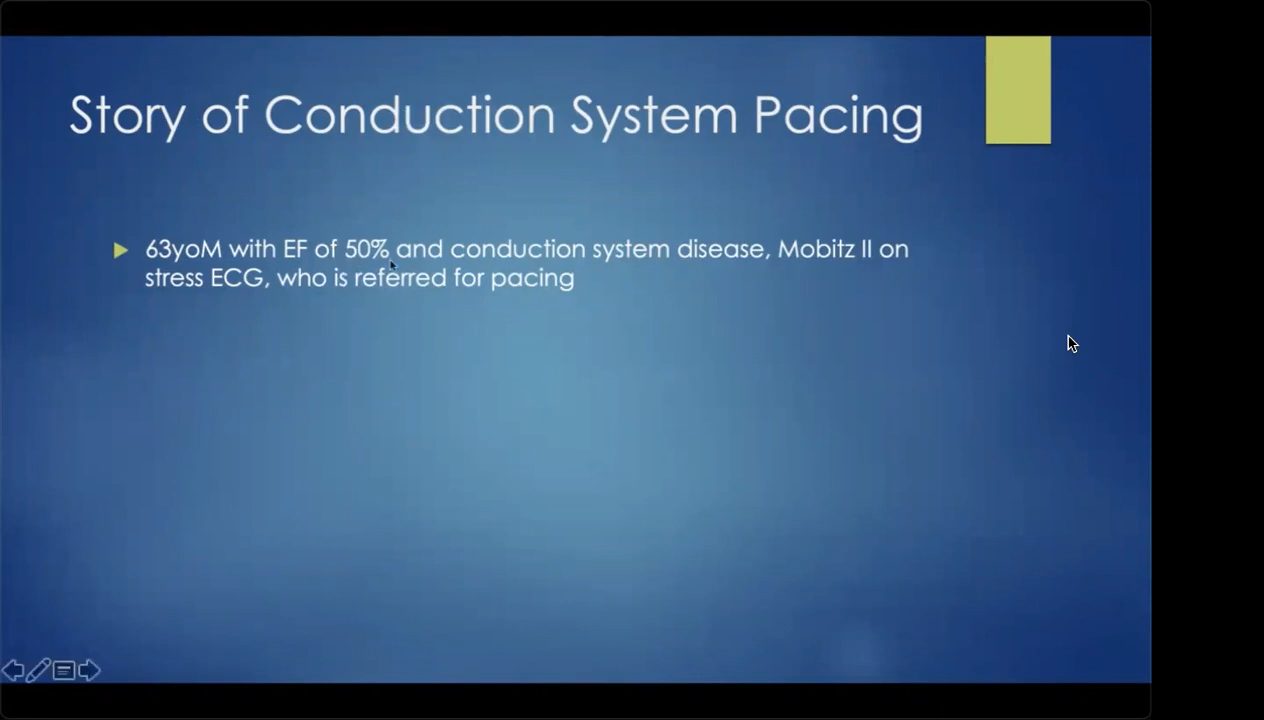 Story of Conduction System Pacing
63yoM with EF of 50% and conduction system disease, Mobitz II on
stress ECG, who is referred for pacing